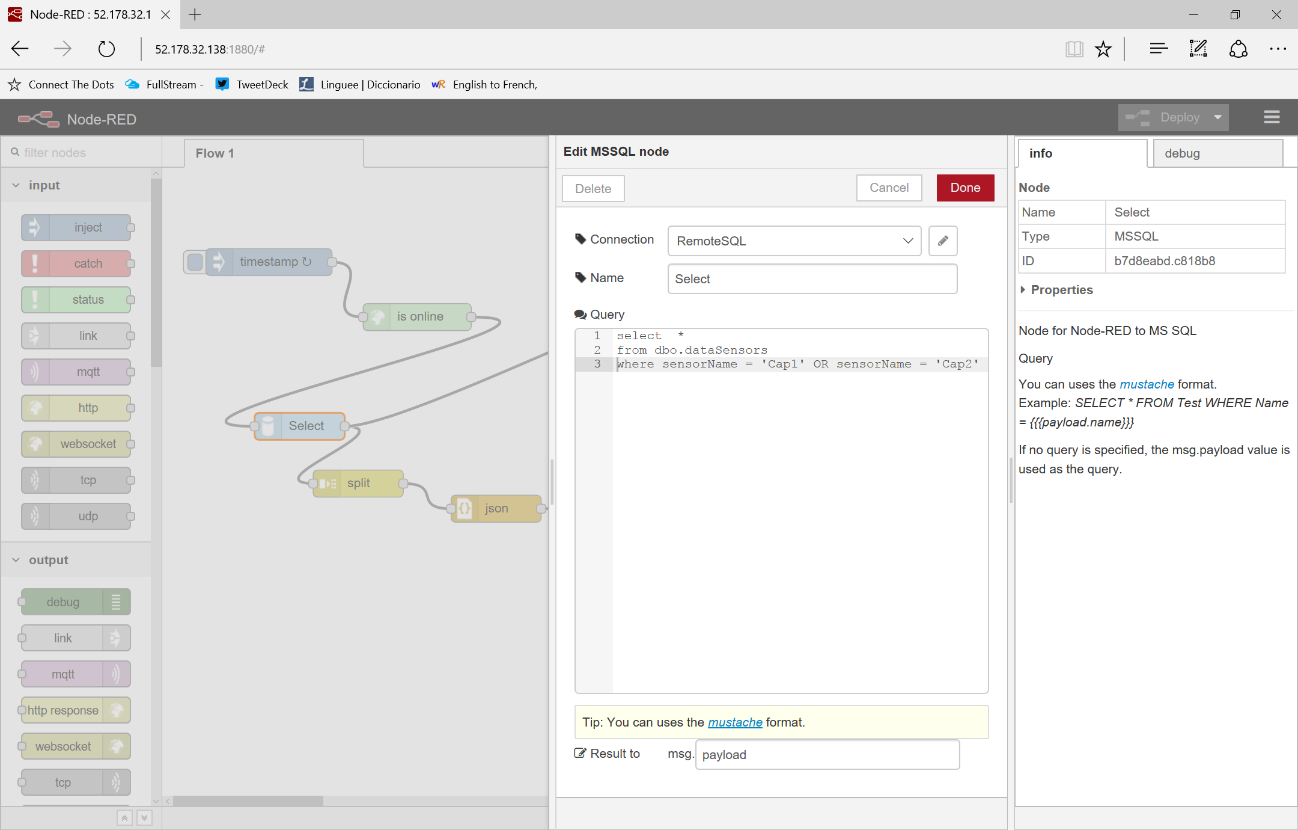 Node-RED : 52.178.32.1
52.178.32.138:1880/#
Connect The Dots FullStream - TweetDeck Linguee | Diccionario English to French,
Node-RED
Deploy
filter nodes
input
inject
catch
status
link
mqtt
http
websocket
tcp
udp
output
debug
link
mqtt
http response
websocket
tcp
Flow 1
timestamp ↻
is online
Select
split
json
Edit MSSQL node
Delete Cancel Done
Connection RemoteSQL
Name Select
Query
1 select *
2 from dbo.dataSensors
3 where sensorName = 'Cap1' OR sensorName = 'Cap2'
Tip: You can uses the mustache format.
Result to msg. payload
info debug
Node
Name Select
Type MSSQL
ID b7d8eabd.c818b8
Properties
Node for Node-RED to MS SQL
Query
You can uses the mustache format.
Example: SELECT * FROM Test WHERE Name
= {{{payload.name}}}
If no query is specified, the msg.payload value is
used as the query.